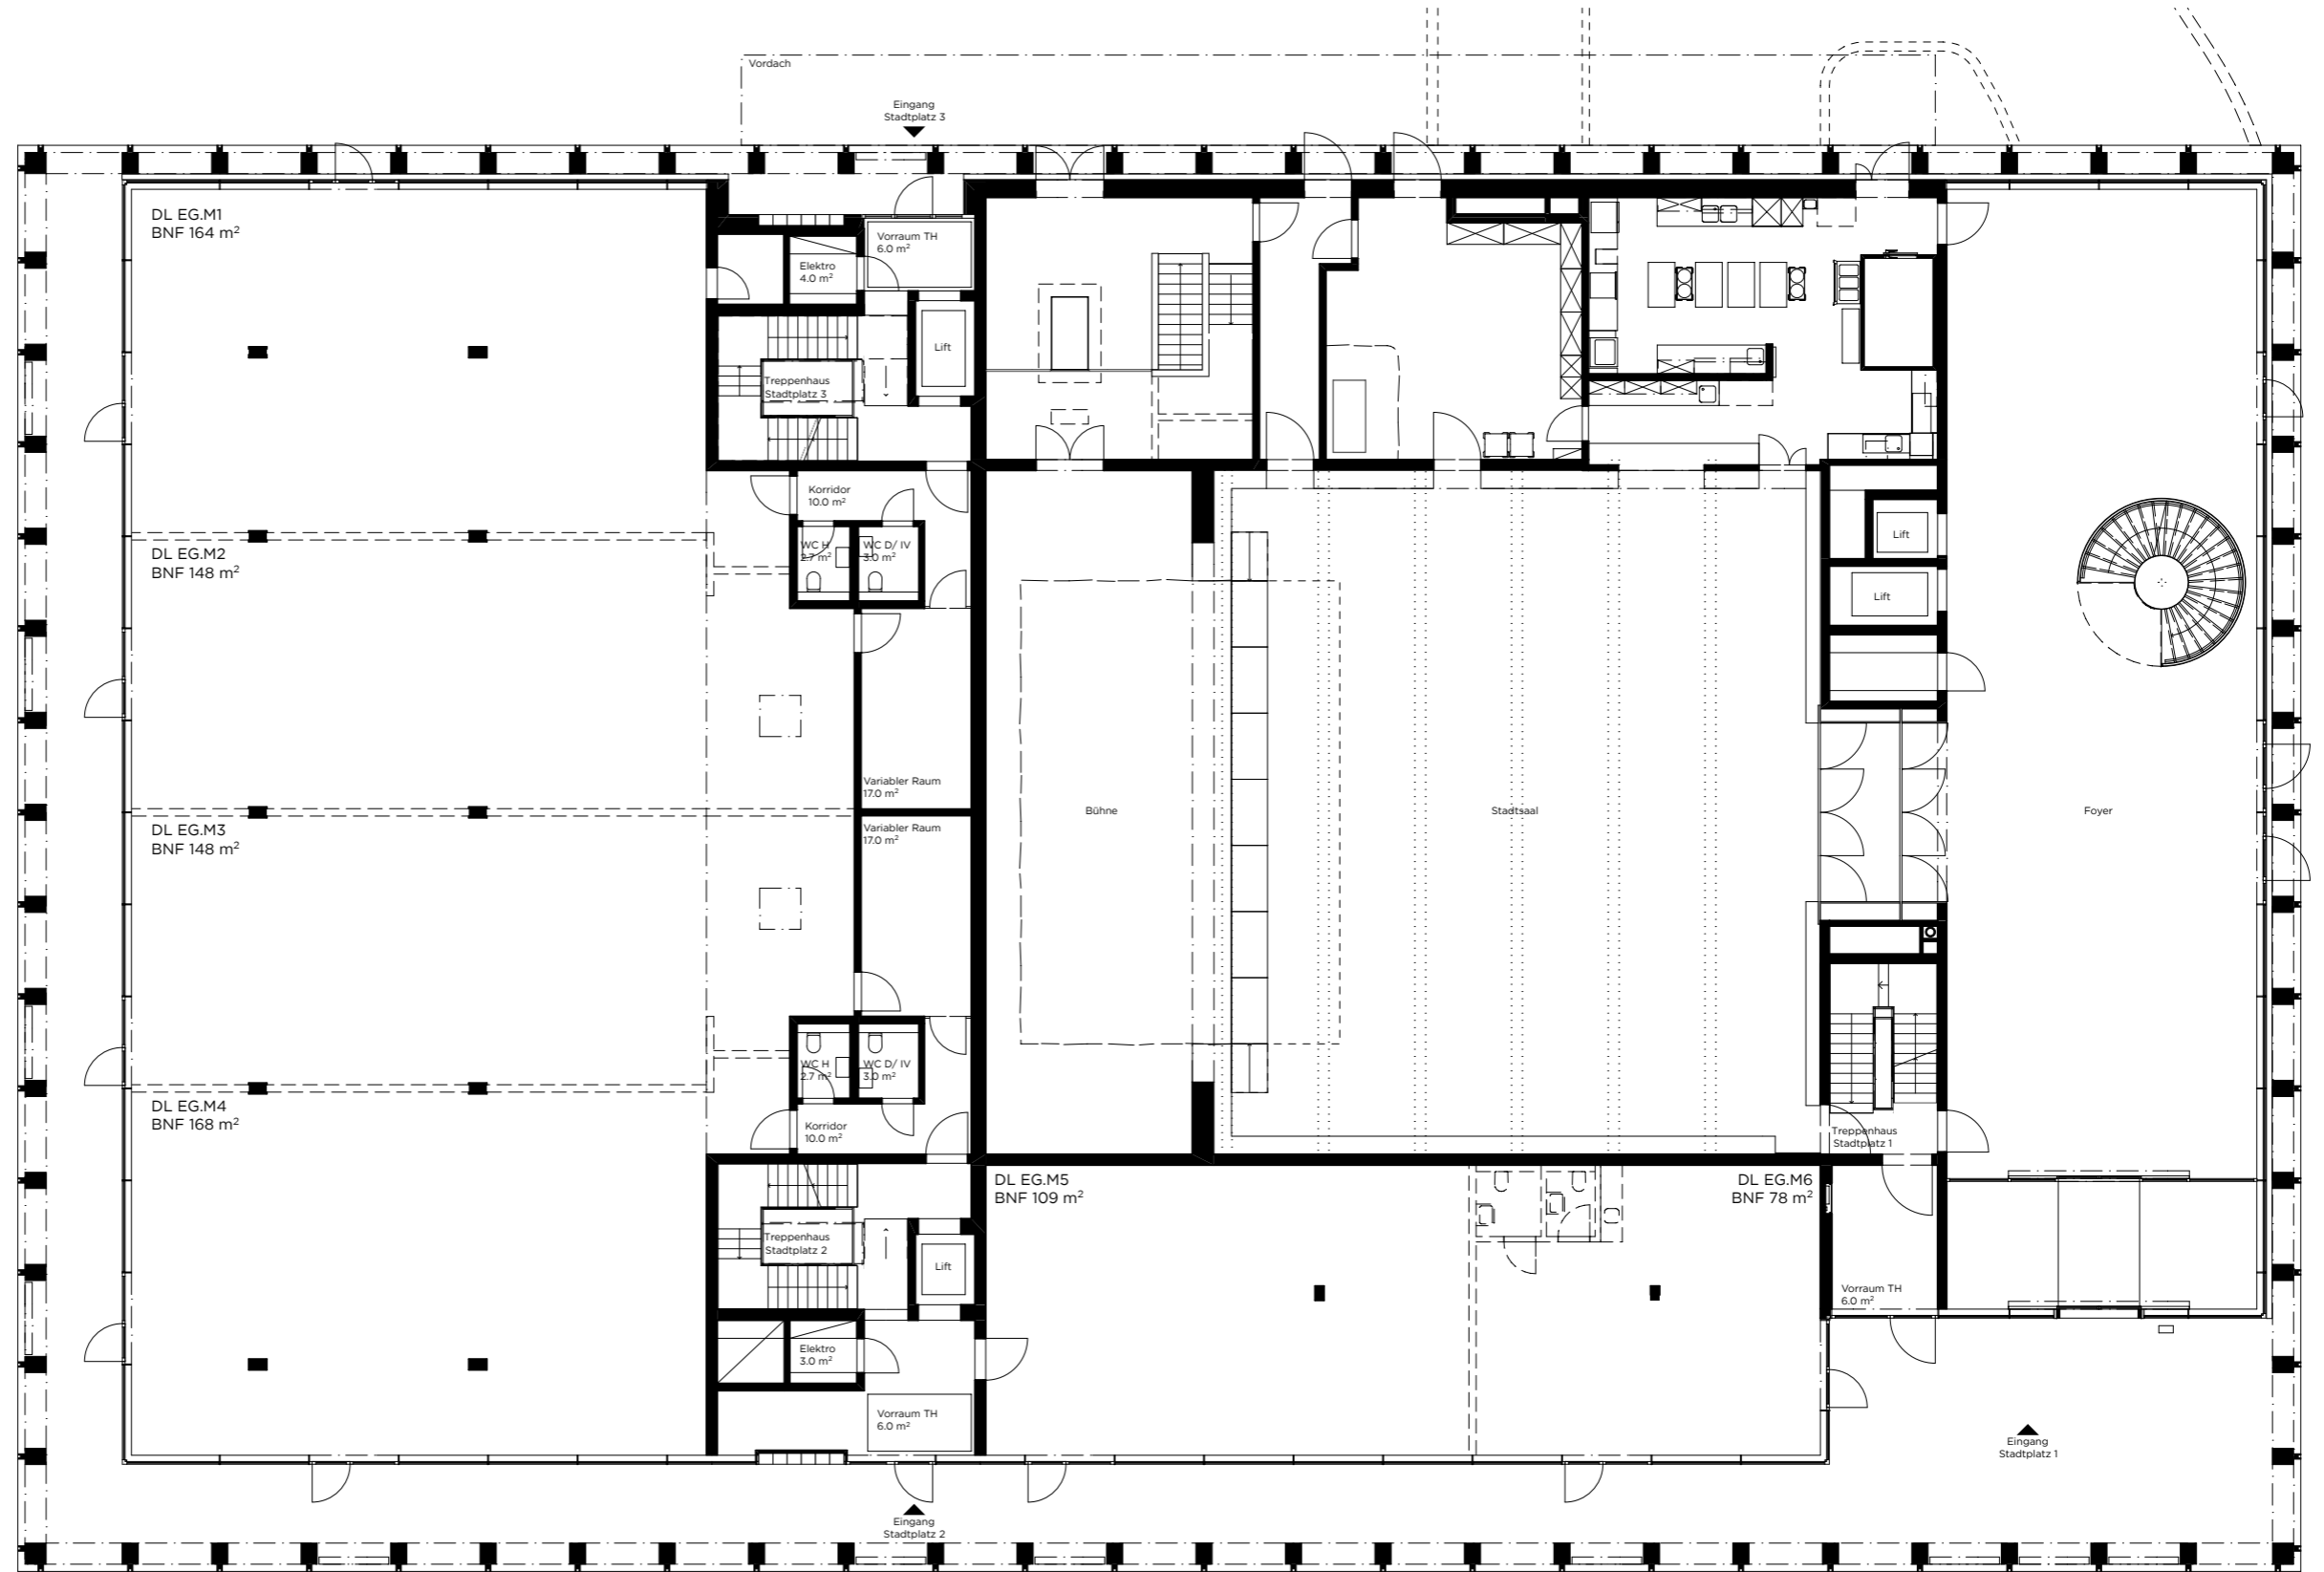 Vordach
Eingang
Stadtplatz 3
DL EG.M1
BNF 164 m²
Vorraum TH
6.0 m²
Elektro
4.0 m²
Lift
Treppenhaus
Stadtplatz 3
Korridor
10.0 m²
WC H
2.7 m²
WC D/ IV
3.0 m²
DL EG.M2
BNF 148 m²
Lift
Lift
Variabler Raum
17.0 m²
Bühne
Stadtsaal
Foyer
DL EG.M3
BNF 148 m²
Variabler Raum
17.0 m²
WC H
2.7 m²
WC D/ IV
3.0 m²
DL EG.M4
BNF 168 m²
Korridor
10.0 m²
Treppenhaus
Stadtplatz 1
DL EG.M5
BNF 109 m²
DL EG.M6
BNF 78 m²
Treppenhaus
Stadtplatz 2
Lift
Vorraum TH
6.0 m²
Elektro
3.0 m²
Vorraum TH
6.0 m²
Eingang
Stadtplatz 1
Eingang
Stadtplatz 2